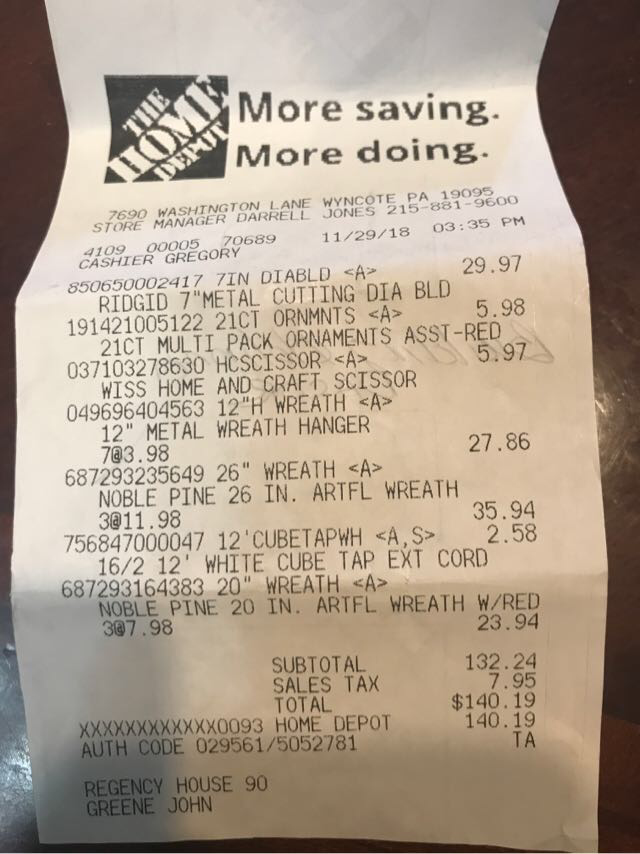 THE
HOME
DEPOT
More saving.
More doing.
7690 WASHINGTON LANE WYNCOTE PA 19095
STORE MANAGER DARRELL JONES 215-881-9600
4109 00005 70689 11/29/18 03:35 PM
CASHIER GREGORY
850650002417 7IN DIABLD <A> 29.97
RIDGID 7"METAL CUTTING DIA BLD
191421005122 21CT ORNMNTS <A> 5.98
21CT MULTI PACK ORNAMENTS ASST-RED
037103278630 HCSCISSOR <A> 5.97
WISS HOME AND CRAFT SCISSOR
049696404563 12"H WREATH <A>
12" METAL WREATH HANGER
7@3.98 27.86
687293235649 26" WREATH <A>
NOBLE PINE 26 IN. ARTFL WREATH
3@11.98 35.94
756847000047 12'CUBETAPWH <A,S> 2.58
16/2 12' WHITE CUBE TAP EXT CORD
687293164383 20" WREATH <A>
NOBLE PINE 20 IN. ARTFL WREATH W/RED
3@7.98 23.94
SUBTOTAL 132.24
SALES TAX 7.95
TOTAL $140.19
XXXXXXXXXXXX0093 HOME DEPOT 140.19
AUTH CODE 029561/5052781 TA
REGENCY HOUSE 90
GREENE JOHN